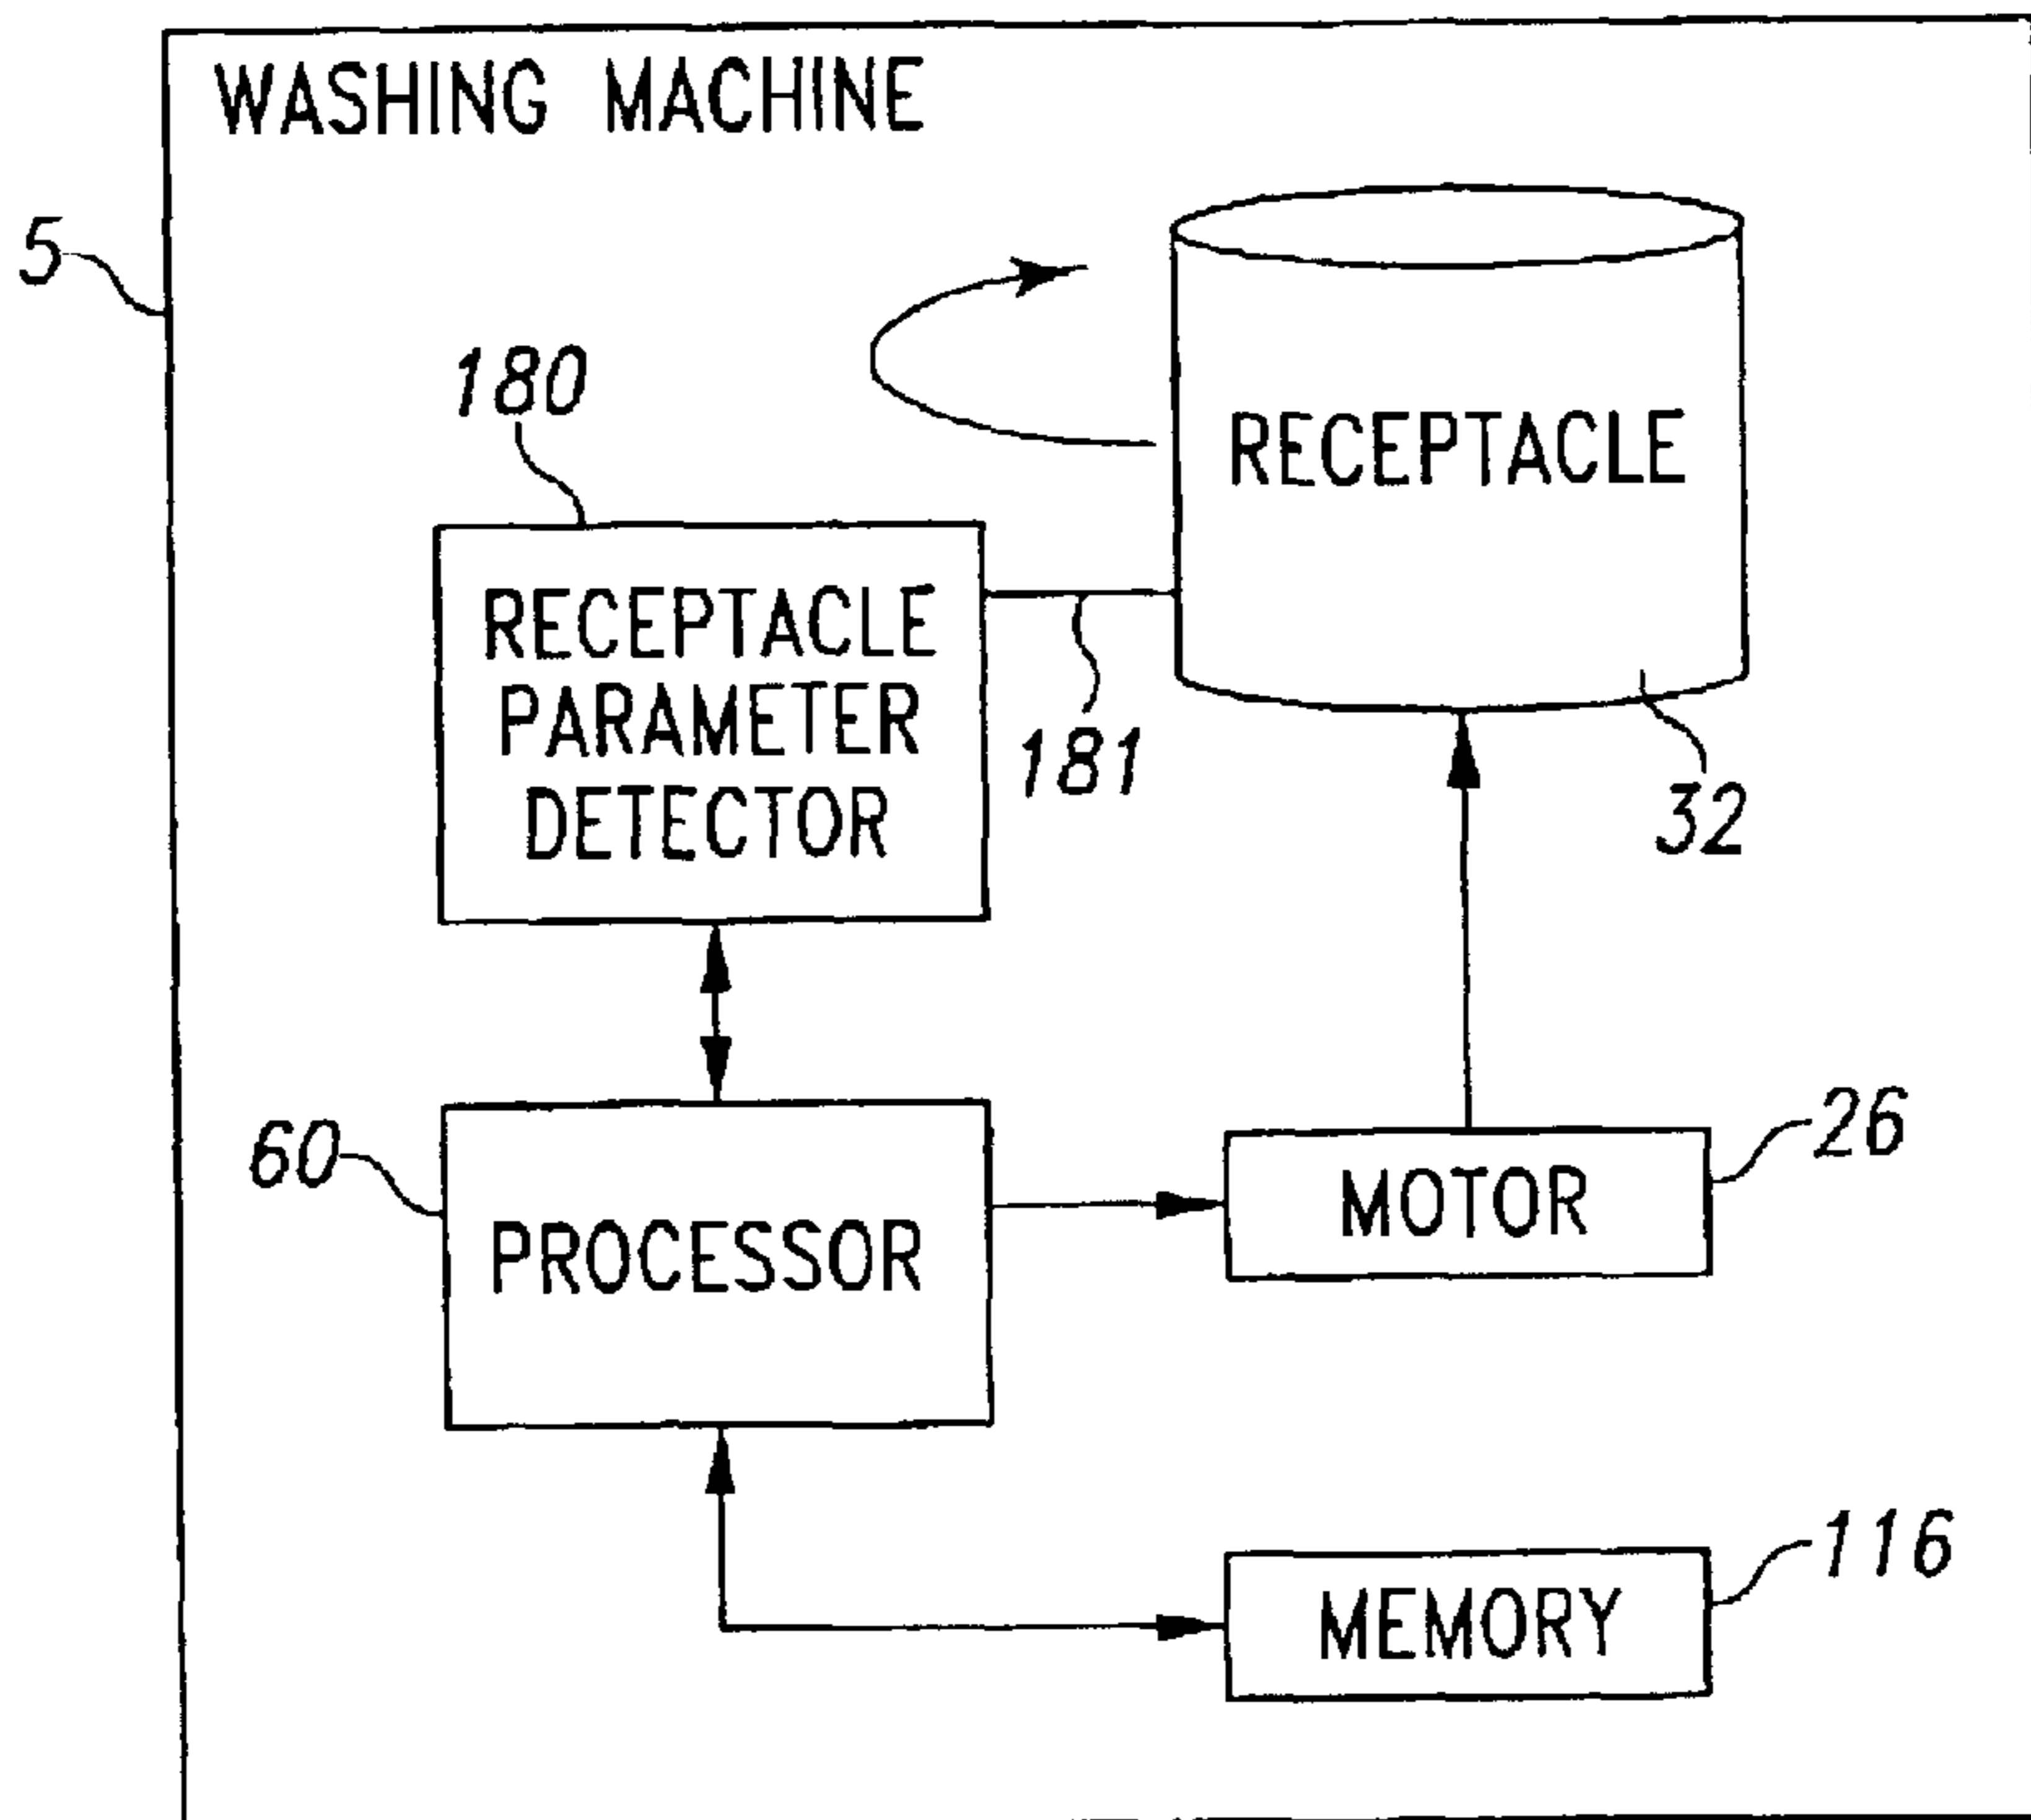 WASHING MACHINE
5
180
RECEPTACLE
RECEPTACLE
PARAMETER
DETECTOR
181
32
60
PROCESSOR
MOTOR
26
MEMORY
116